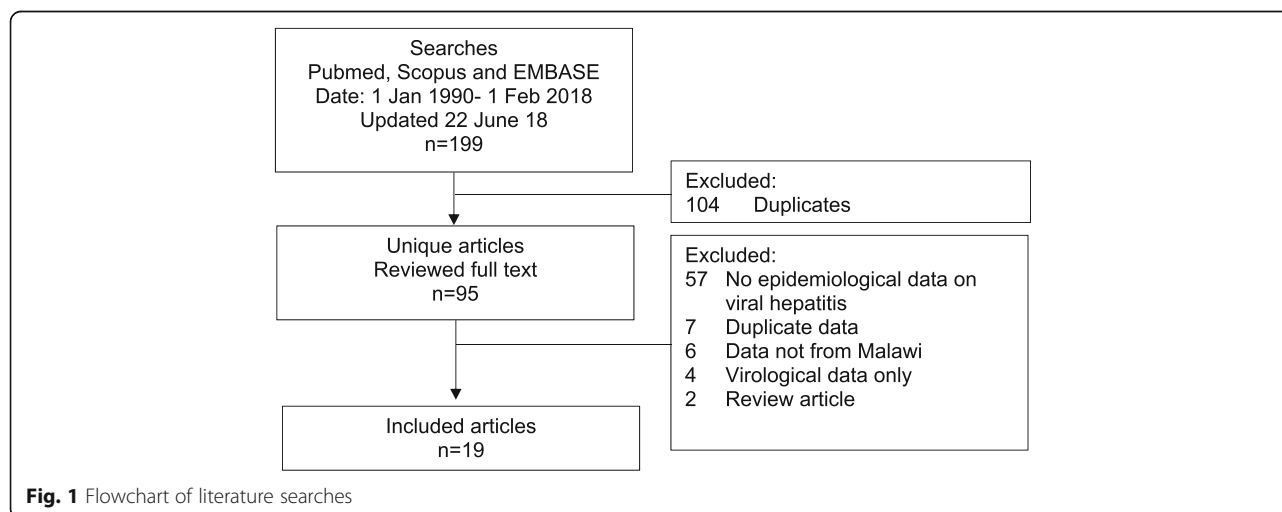 Searches
Pubmed, Scopus and EMBASE
Date: 1 Jan 1990- 1 Feb 2018
Updated 22 June 18
n=199
Excluded:
104 Duplicates
Unique articles
Reviewed full text
n=95
Excluded:
57 No epidemiological data on
viral hepatitis
7 Duplicate data
6 Data not from Malawi
4 Virological data only
2 Review article
Included articles
n=19
Fig. 1 Flowchart of literature searches